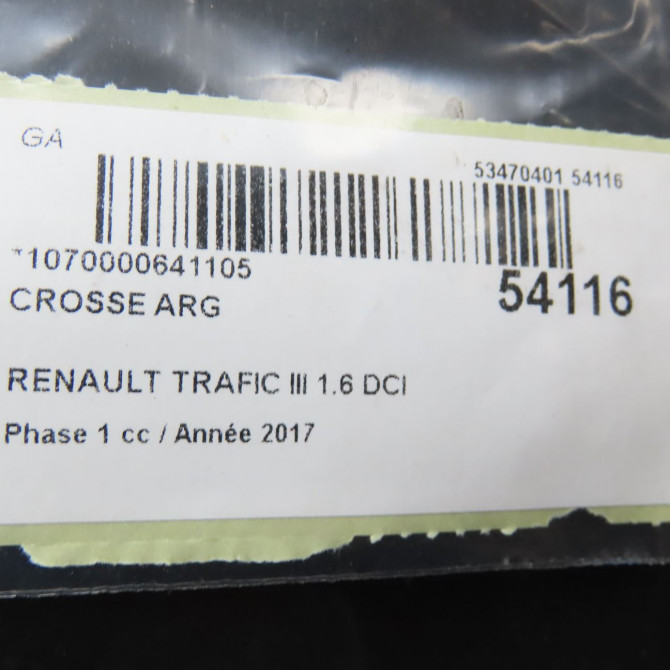 GA
53470401 54116
*1070000641105
54116
CROSSE ARG
RENAULT TRAFIC III 1.6 DCI
Phase 1 cc / Année 2017